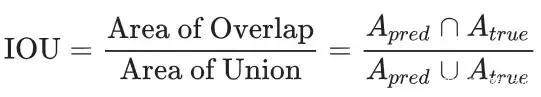 IOU = Area of Overlap / Area of Union = A_pred ∩ A_true / A_pred ∪ A_true